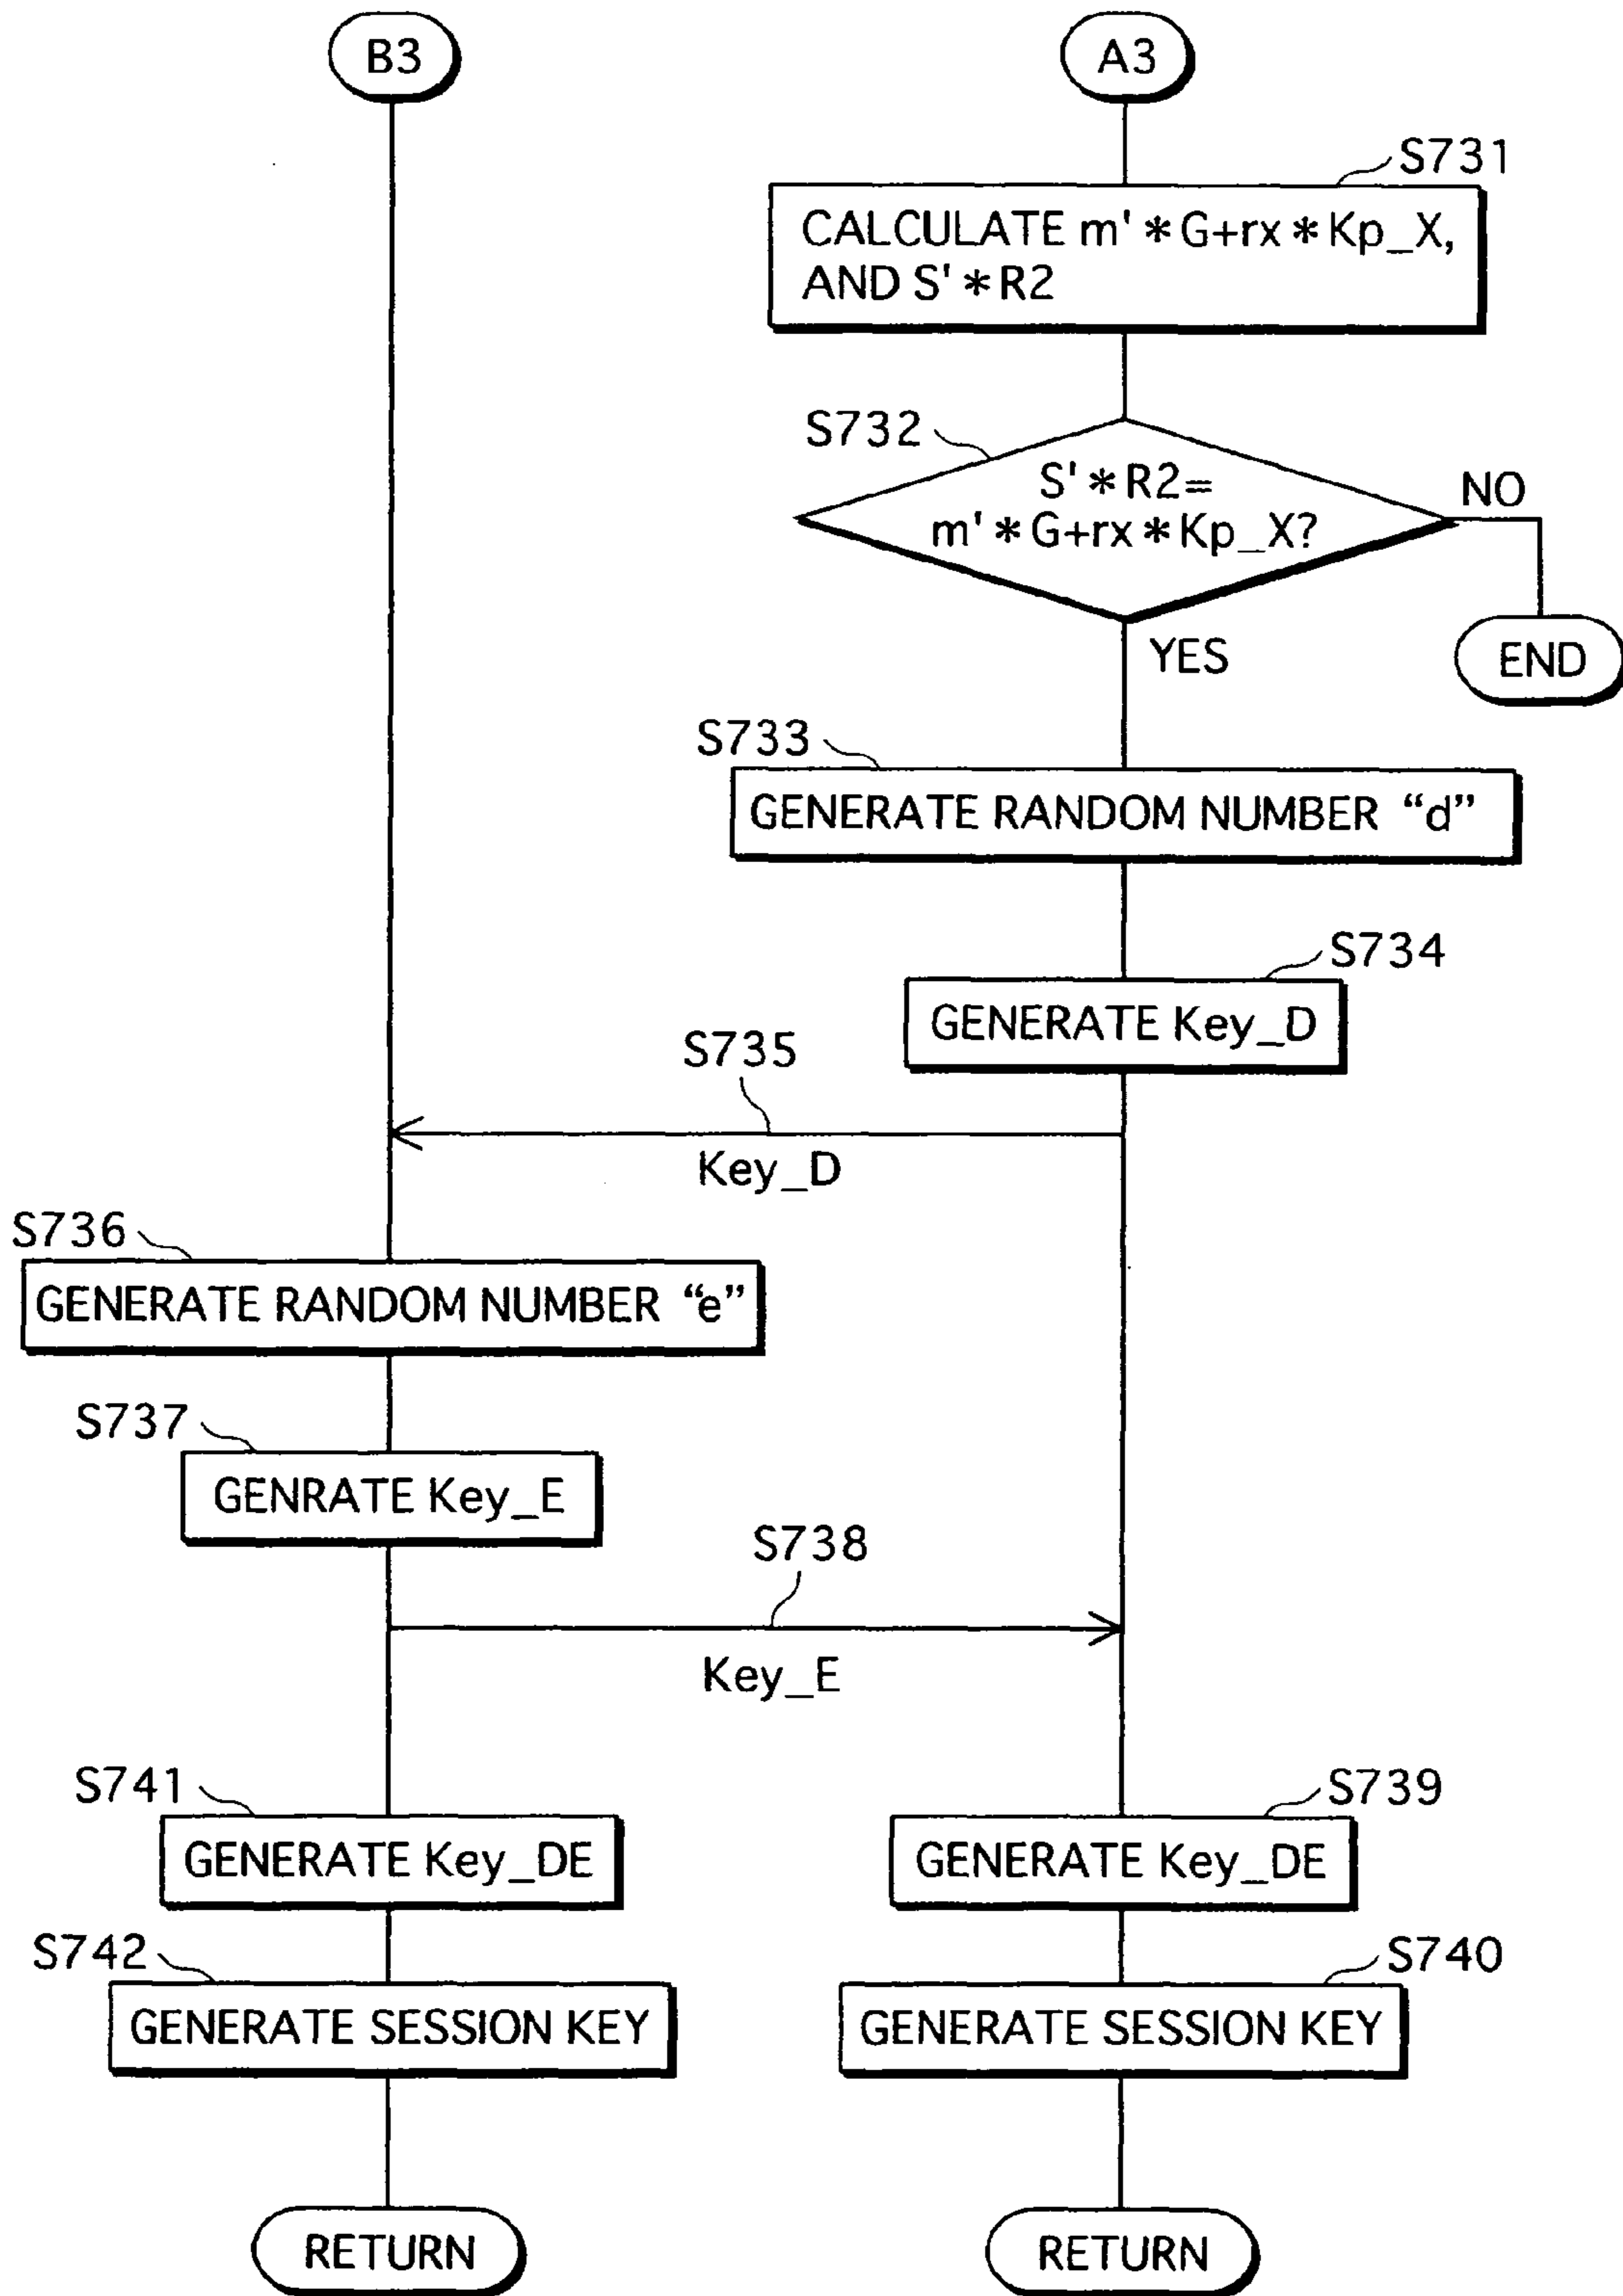 B3
A3
S731
CALCULATE m' * G+rx * Kp_X,
AND S' * R2
S732
S' * R2=
m' * G+rx * Kp_X?
NO
END
YES
S733
GENERATE RANDOM NUMBER “d”
S734
GENERATE Key_D
S735
Key_D
S736
GENERATE RANDOM NUMBER “e”
S737
GENRATE Key_E
S738
Key_E
S741
GENERATE Key_DE
S739
GENERATE Key_DE
S742
GENERATE SESSION KEY
S740
GENERATE SESSION KEY
RETURN
RETURN